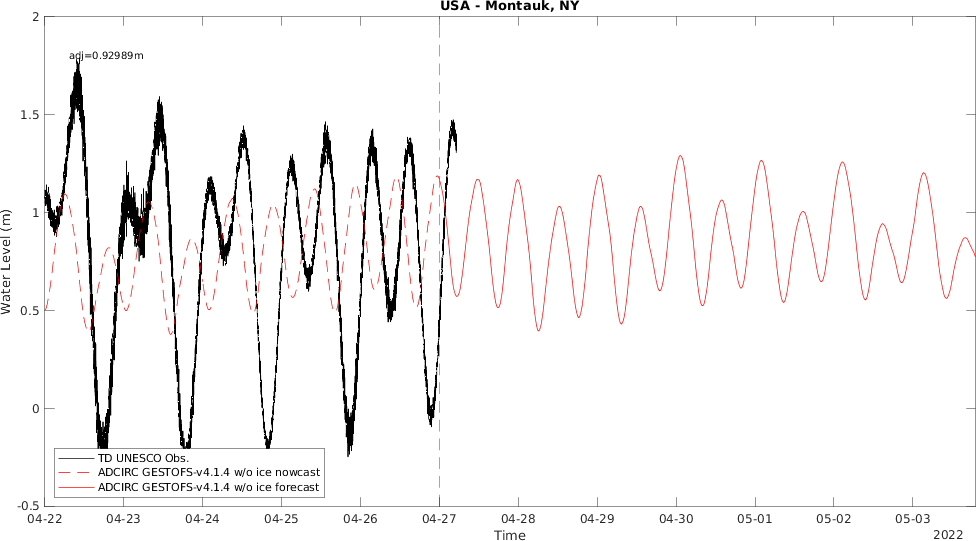 USA - Montauk, NY
adj=0.92989m
Water Level (m)
2
1.5
1
0.5
0
-0.5
TD UNESCO Obs.
ADCIRC GESTOFS-v4.1.4 w/o ice nowcast
ADCIRC GESTOFS-v4.1.4 w/o ice forecast
04-22 04-23 04-24 04-25 04-26 04-27 04-28 04-29 04-30 05-01 05-02 05-03
Time
2022